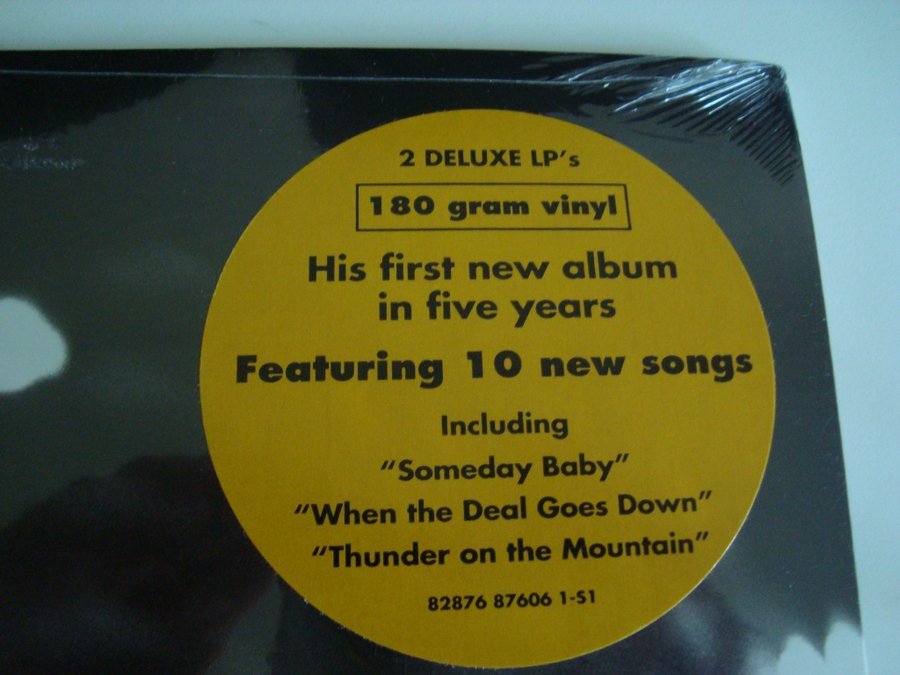 2 DELUXE LP's
180 gram vinyl
His first new album
in five years
Featuring 10 new songs
Including
"Someday Baby"
"When the Deal Goes Down"
"Thunder on the Mountain"
82876 87606 1-S1